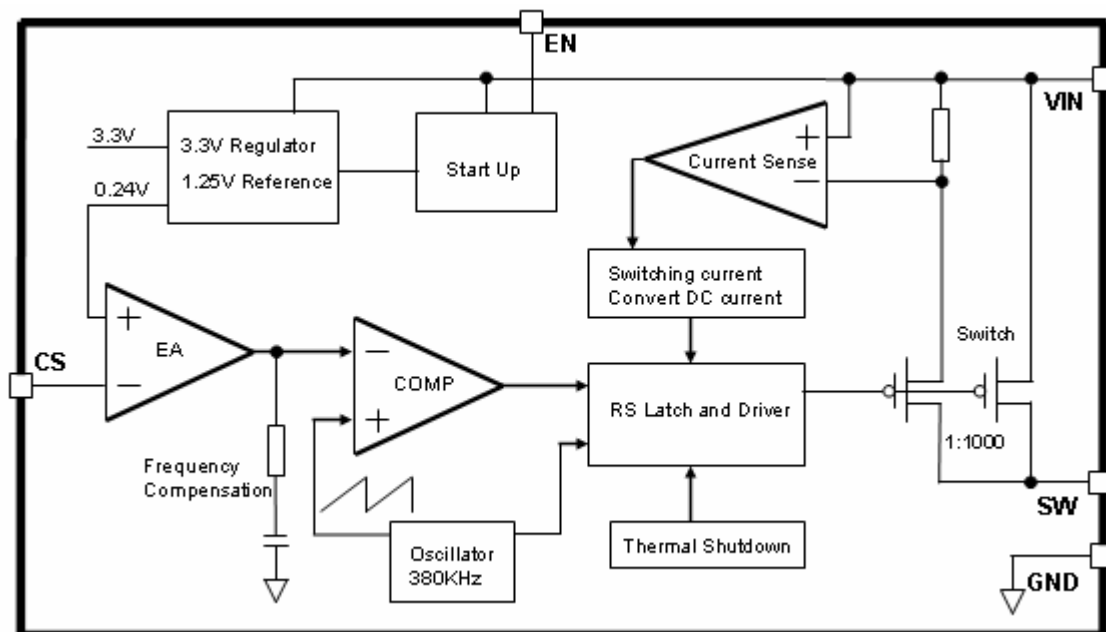 EN
VIN
3.3V
3.3V Regulator
1.25V Reference
0.24V
Start Up
+
Current Sense
−
Switching current
Convert DC current
Switch
CS
+
EA
−
−
COMP
+
RS Latch and Driver
1:1000
Frequency
Compensation
SW
Oscillator
380KHz
Thermal Shutdown
GND